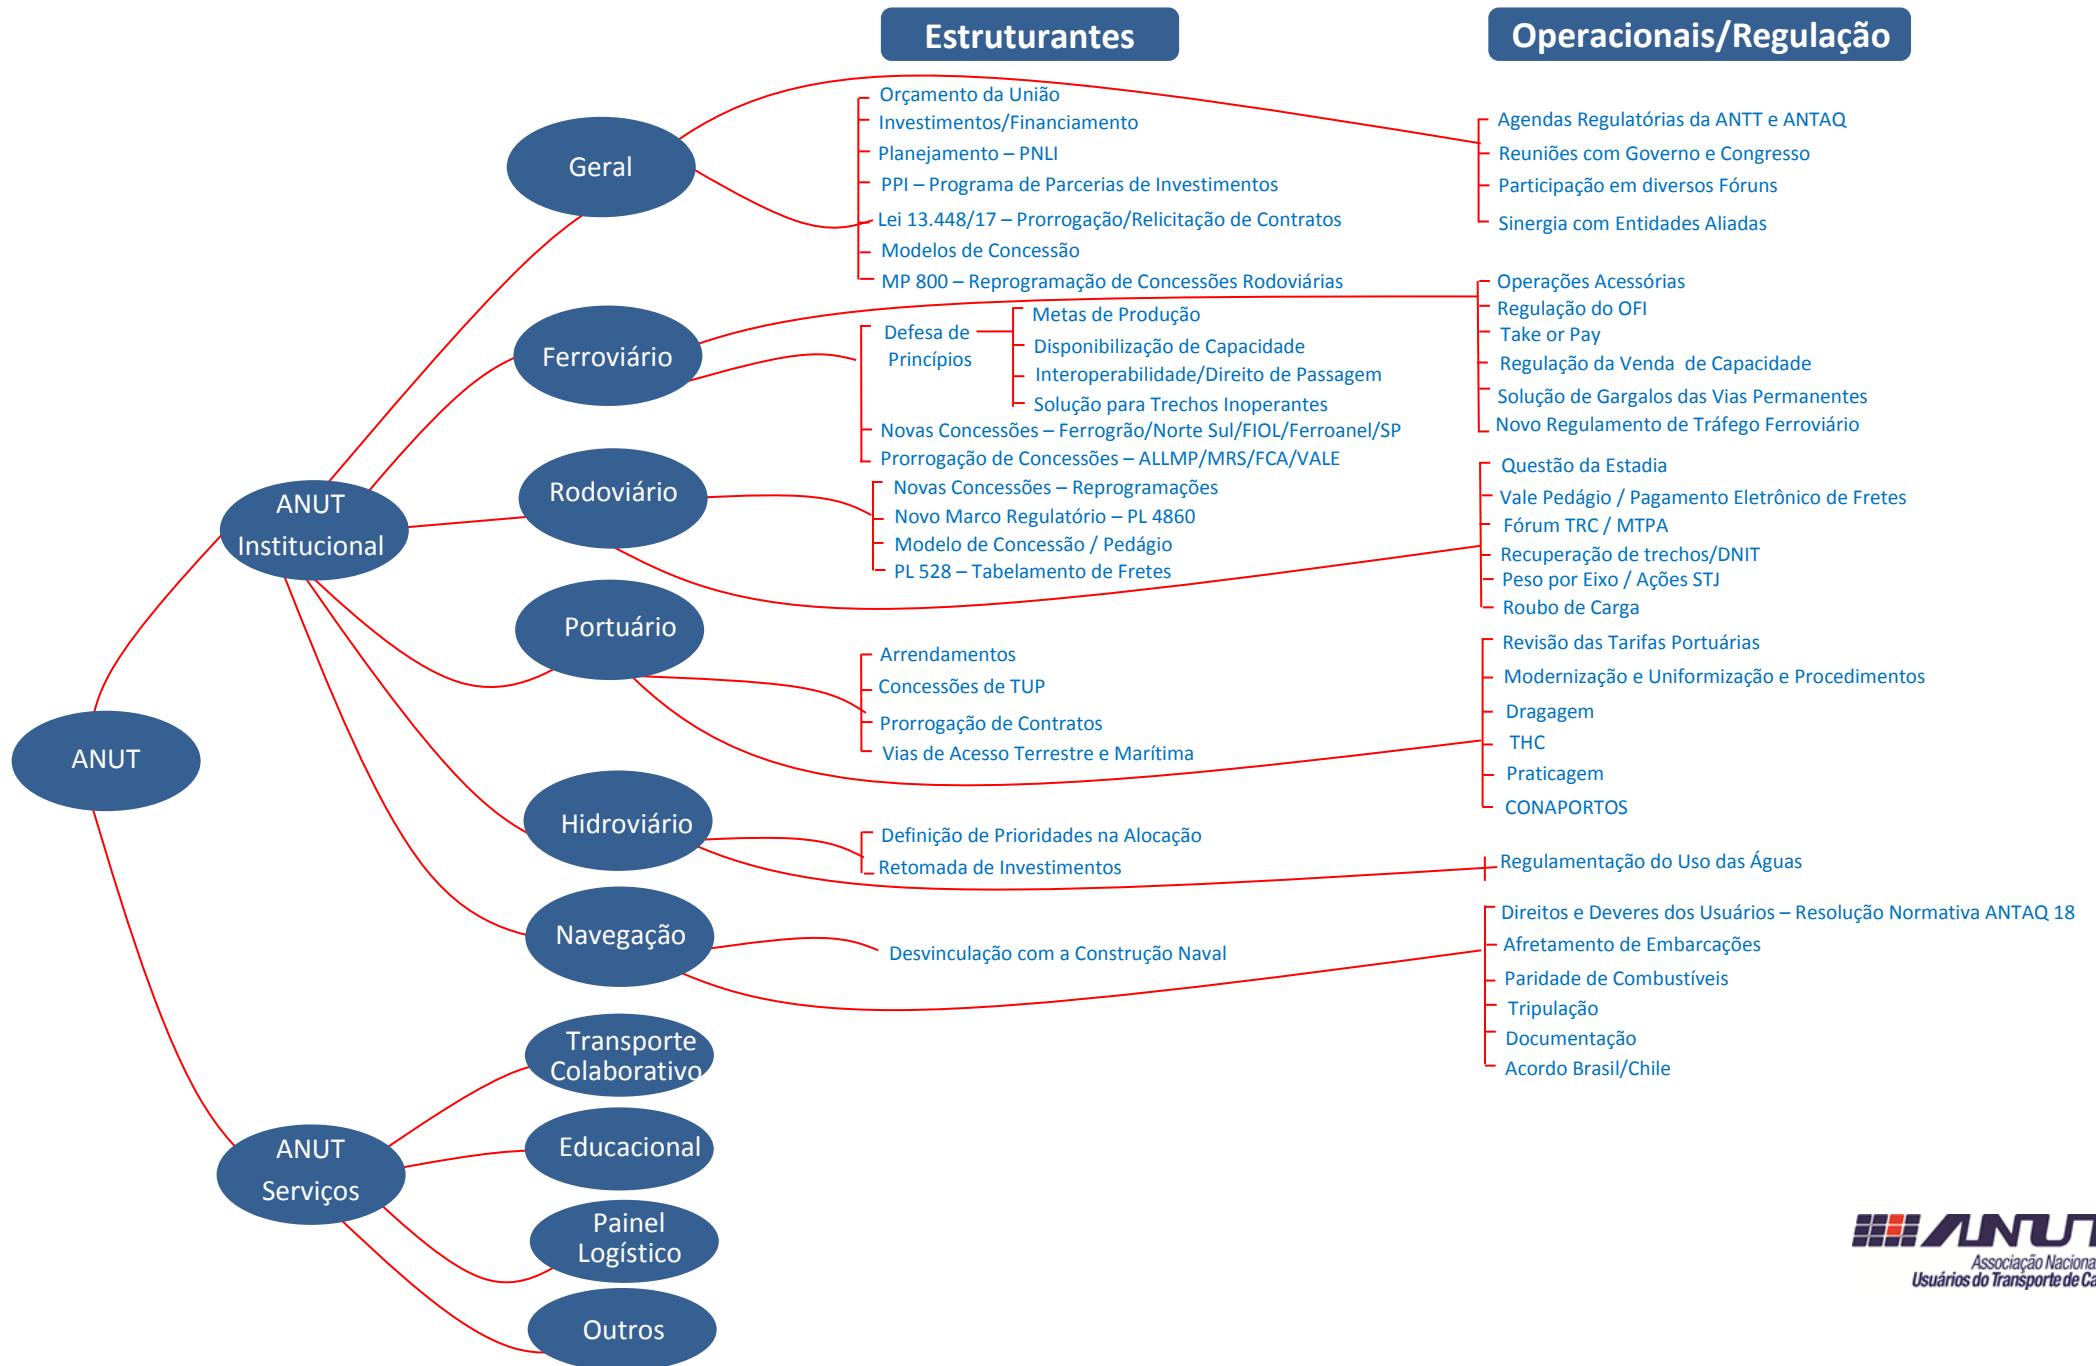 Estruturantes
Operacionais/Regulação
Geral
Orçamento da União
Investimentos/Financiamento
Planejamento – PNLI
PPI – Programa de Parcerias de Investimentos
Lei 13.448/17 – Prorrogação/Relicitação de Contratos
Modelos de Concessão
MP 800 – Reprogramação de Concessões Rodoviárias
Agendas Regulatórias da ANTT e ANTAQ
Reuniões com Governo e Congresso
Participação em diversos Fóruns
Sinergia com Entidades Aliadas
Ferroviário
Defesa de
Princípios
Metas de Produção
Disponibilização de Capacidade
Interoperabilidade/Direito de Passagem
Solução para Trechos Inoperantes
Novas Concessões – Ferrogrão/Norte Sul/FIOL/Ferroanel/SP
Prorrogação de Concessões – ALLMP/MRS/FCA/VALE
Operações Acessórias
Regulação do OFI
Take or Pay
Regulação da Venda de Capacidade
Solução de Gargalos das Vias Permanentes
Novo Regulamento de Tráfego Ferroviário
Rodoviário
Novas Concessões – Reprogramações
Novo Marco Regulatório – PL 4860
Modelo de Concessão / Pedágio
PL 528 – Tabelamento de Fretes
Questão da Estadia
Vale Pedágio / Pagamento Eletrônico de Fretes
Fórum TRC / MTPA
Recuperação de trechos/DNIT
Peso por Eixo / Ações STJ
Roubo de Carga
ANUT
Institucional
Portuário
Arrendamentos
Concessões de TUP
Prorrogação de Contratos
Vias de Acesso Terrestre e Marítima
Revisão das Tarifas Portuárias
Modernização e Uniformização e Procedimentos
Dragagem
THC
Praticagem
CONAPORTOS
ANUT
Hidroviário
Definição de Prioridades na Alocação
Retomada de Investimentos
Regulamentação do Uso das Águas
Navegação
Desvinculação com a Construção Naval
Direitos e Deveres dos Usuários – Resolução Normativa ANTAQ 18
Afretamento de Embarcações
Paridade de Combustíveis
Tripulação
Documentação
Acordo Brasil/Chile
Transporte
Colaborativo
ANUT
Serviços
Educacional
Painel
Logístico
Outros
ANUT
Associação Naciona
Usuários do Transporte de Ca